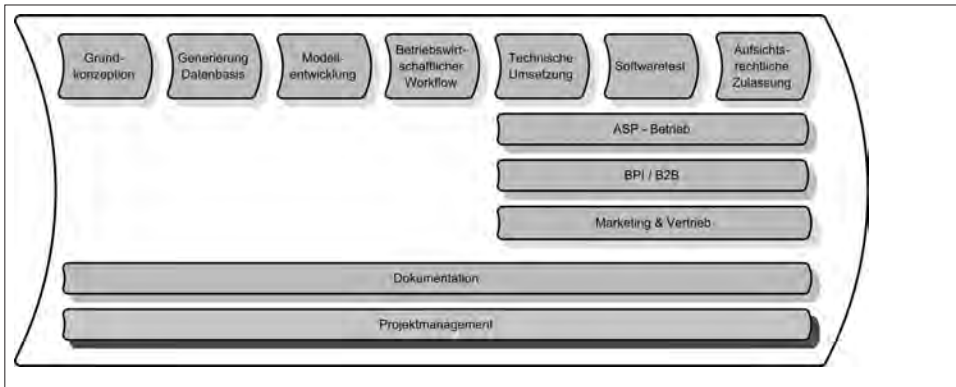 Grund-
konzeption
Generierung
Datenbasis
Modell-
entwicklung
Betriebswirt-
schaftlicher
Workflow
Technische
Umsetzung
Softwaretest
Aufsichts-
rechtliche
Zulassung
ASP - Betrieb
BPI / B2B
Marketing & Vertrieb
Dokumentation
Projektmanagement